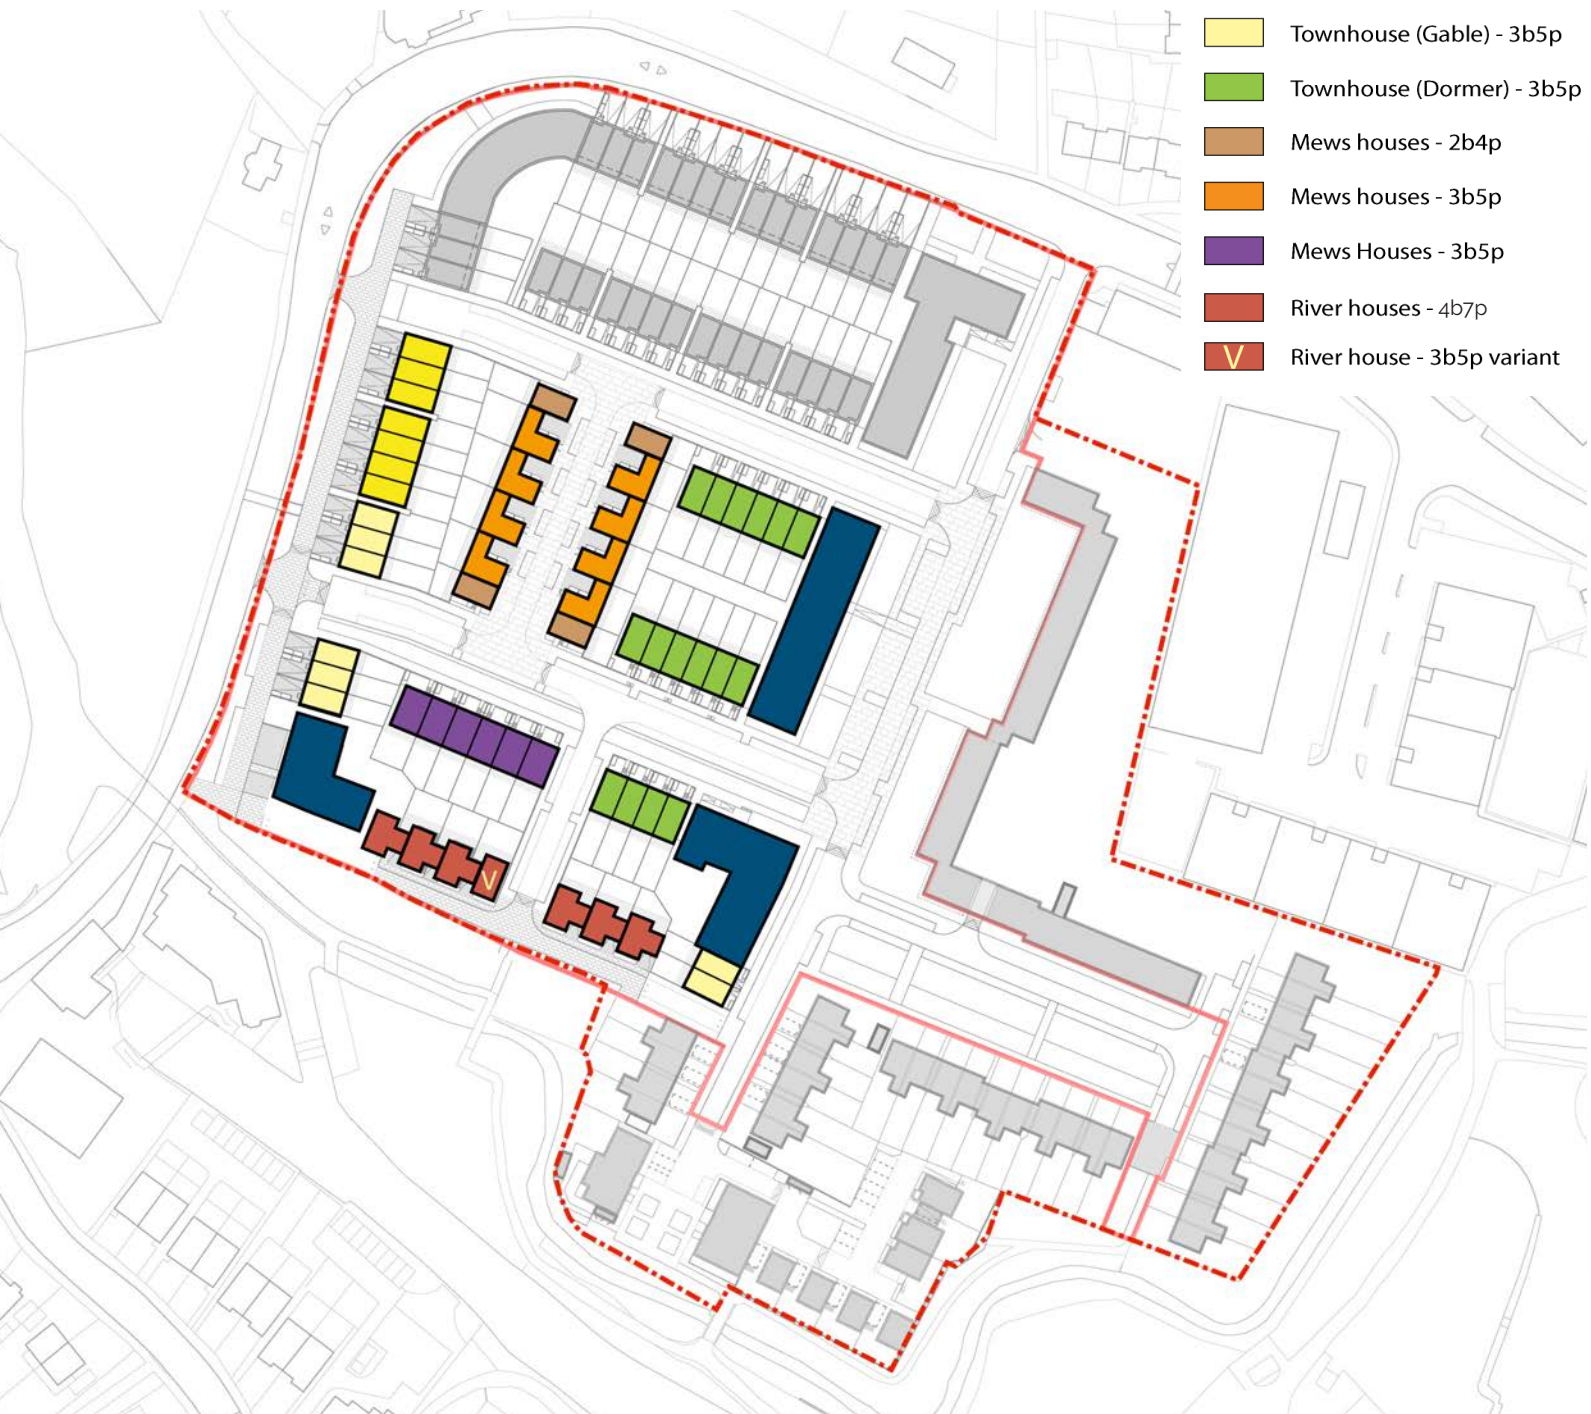 Townhouse (Gable) - 3b5p
Townhouse (Dormer) - 3b5p
Mews houses - 2b4p
Mews houses - 3b5p
Mews Houses - 3b5p
River houses - 4b7p
V River house - 3b5p variant
V